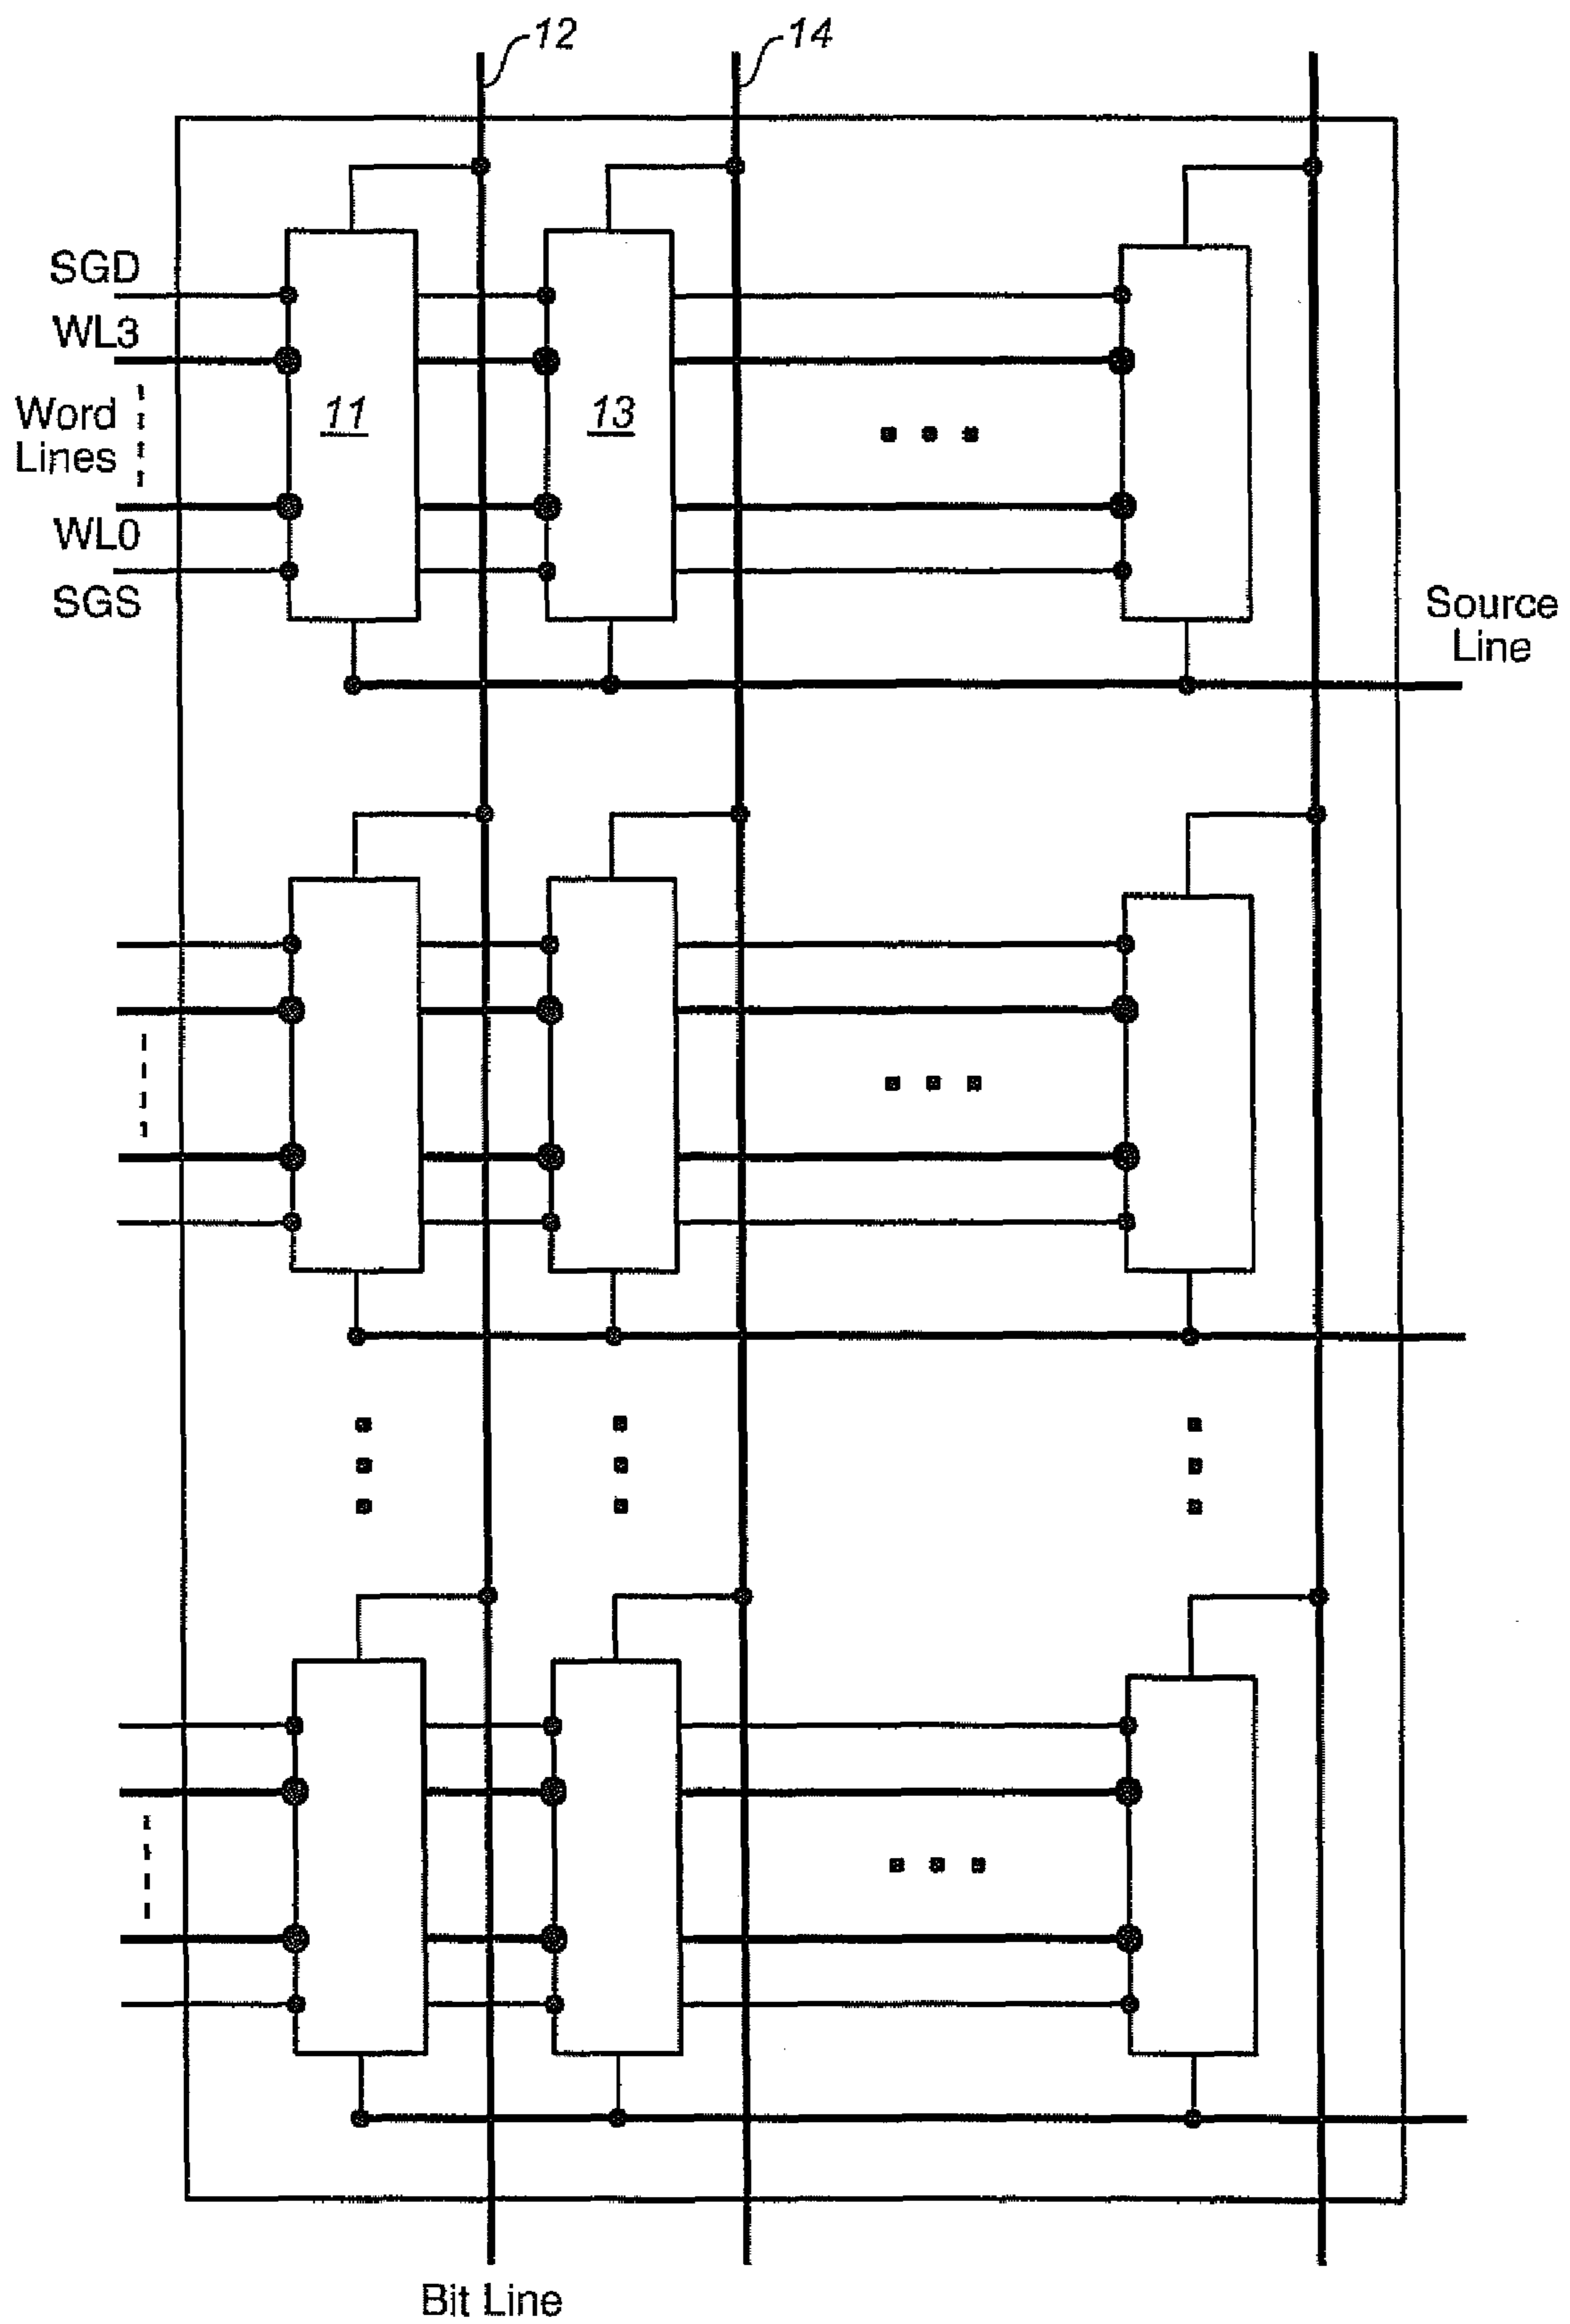 12
14
SGD
WL3
Word
Lines
11
13
WL0
SGS
Source
Line
Bit Line